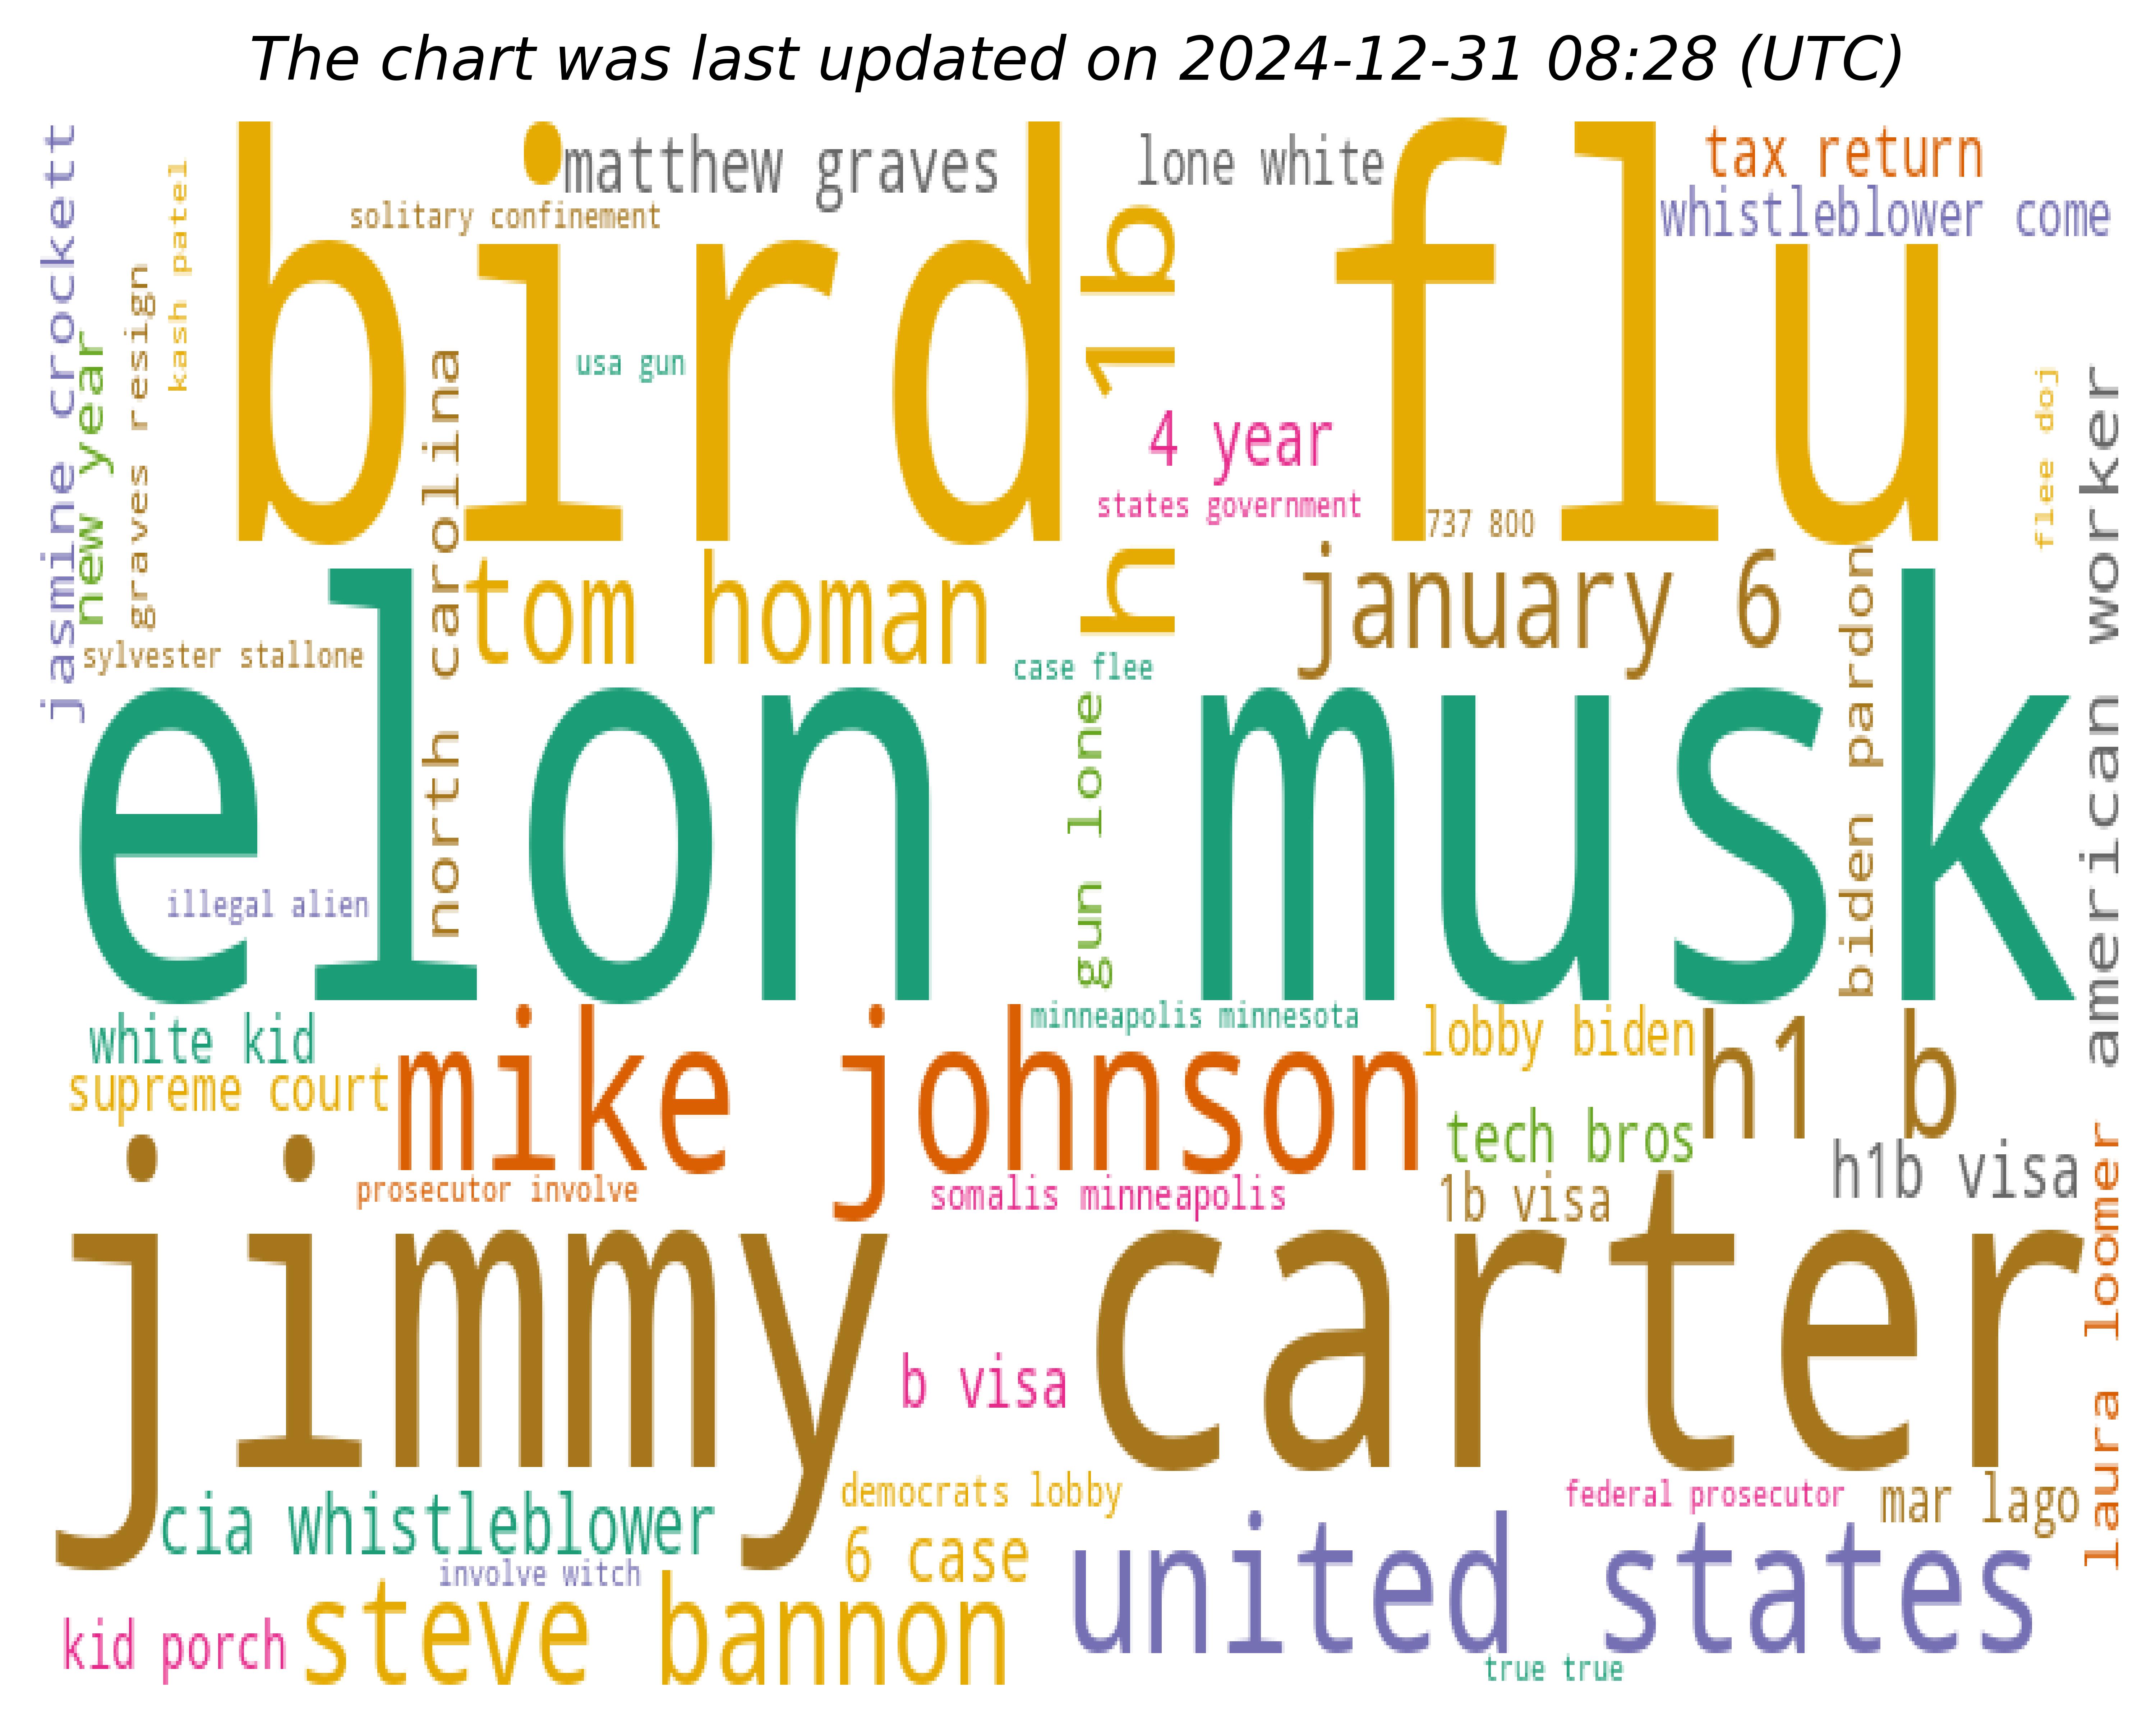 The chart was last updated on 2024-12-31 08:28 (UTC)
jasmine crockett
new year
graves resign
kash patel
bird flu
matthew graves
solitary confinement
usa gun
north carolina
lone white
h 1b
4 year
states government
737 800
tax return
whistleblower come
flee doj
american worker
tom homan
january 6
sylvester stallone
case flee
biden pardon
elon musk
gun lone
illegal alien
minneapolis minnesota
white kid
supreme court
mike johnson
lobby biden
h1 b
tech bros
h1b visa
1b visa
prosecutor involve
somalis minneapolis
laura loomer
jimmy carter
b visa
cia whistleblower
democrats lobby
federal prosecutor
mar lago
involve witch
6 case
united states
kid porch
steve bannon
true true